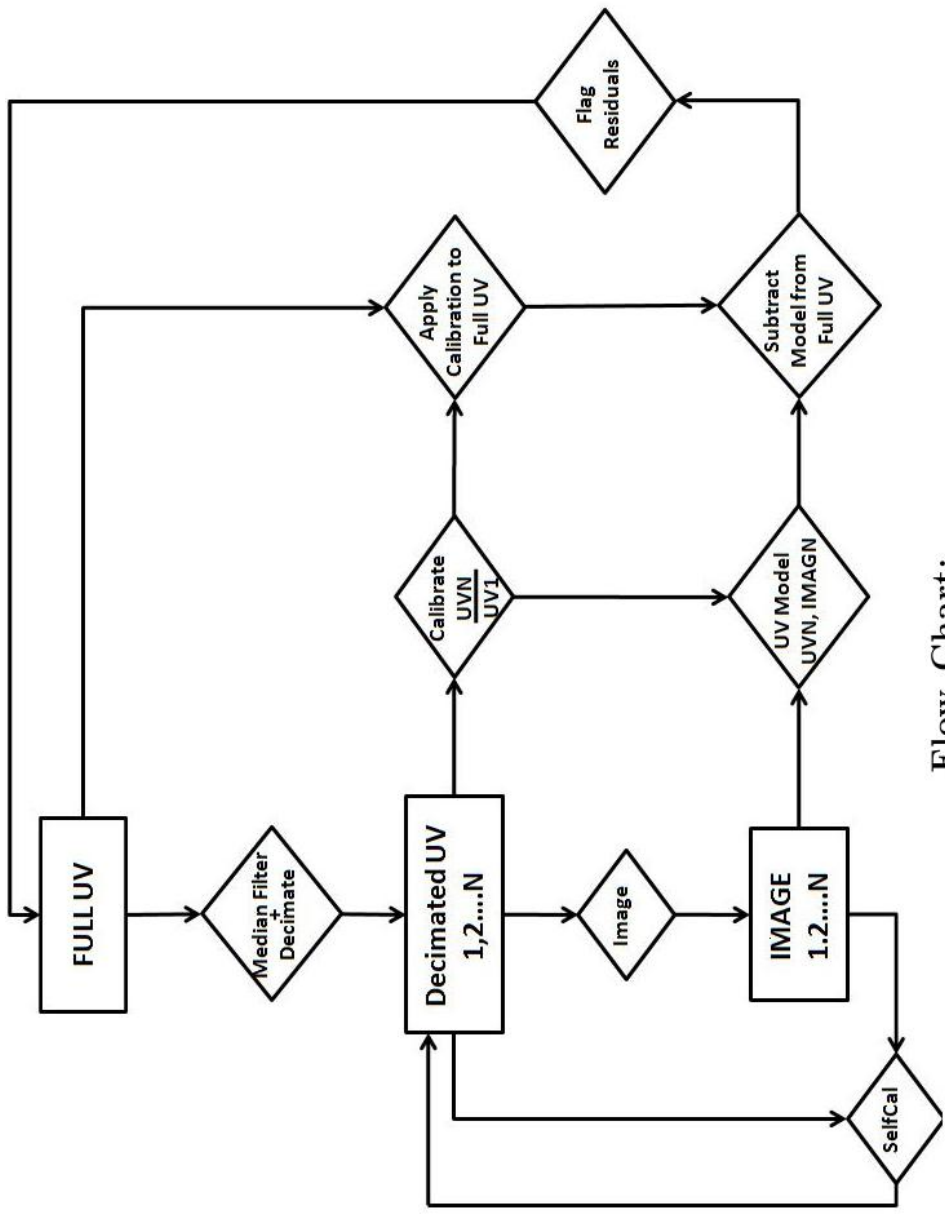 FULL UV
Median Filter
+
Decimate
Decimated UV
1,2....N
Image
IMAGE
1.2....N
SelfCal
Calibrate
UVN
UV1
UV Model
UVN, IMAGN
Apply
Calibration to
Full UV
Subtract
Model from
Full UV
Flag
Residuals
Flow Chart: